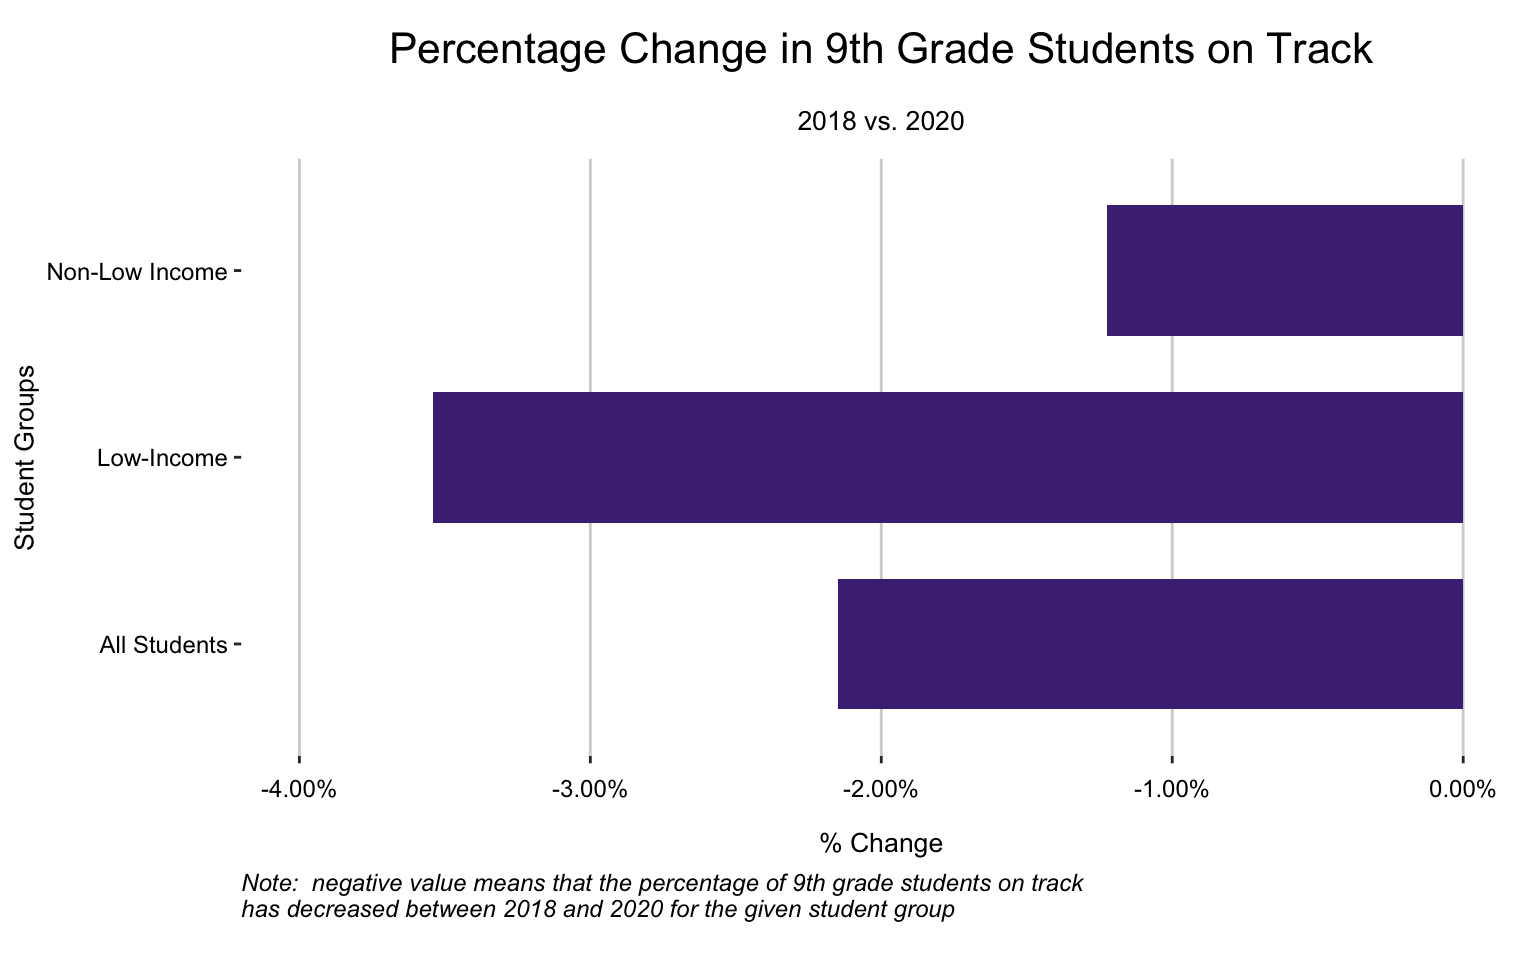 Percentage Change in 9th Grade Students on Track
2018 vs. 2020
Student Groups
Non-Low Income
Low-Income
All Students
-4.00% -3.00% -2.00% -1.00% 0.00%
% Change
Note:  negative value means that the percentage of 9th grade students on track
has decreased between 2018 and 2020 for the given student group